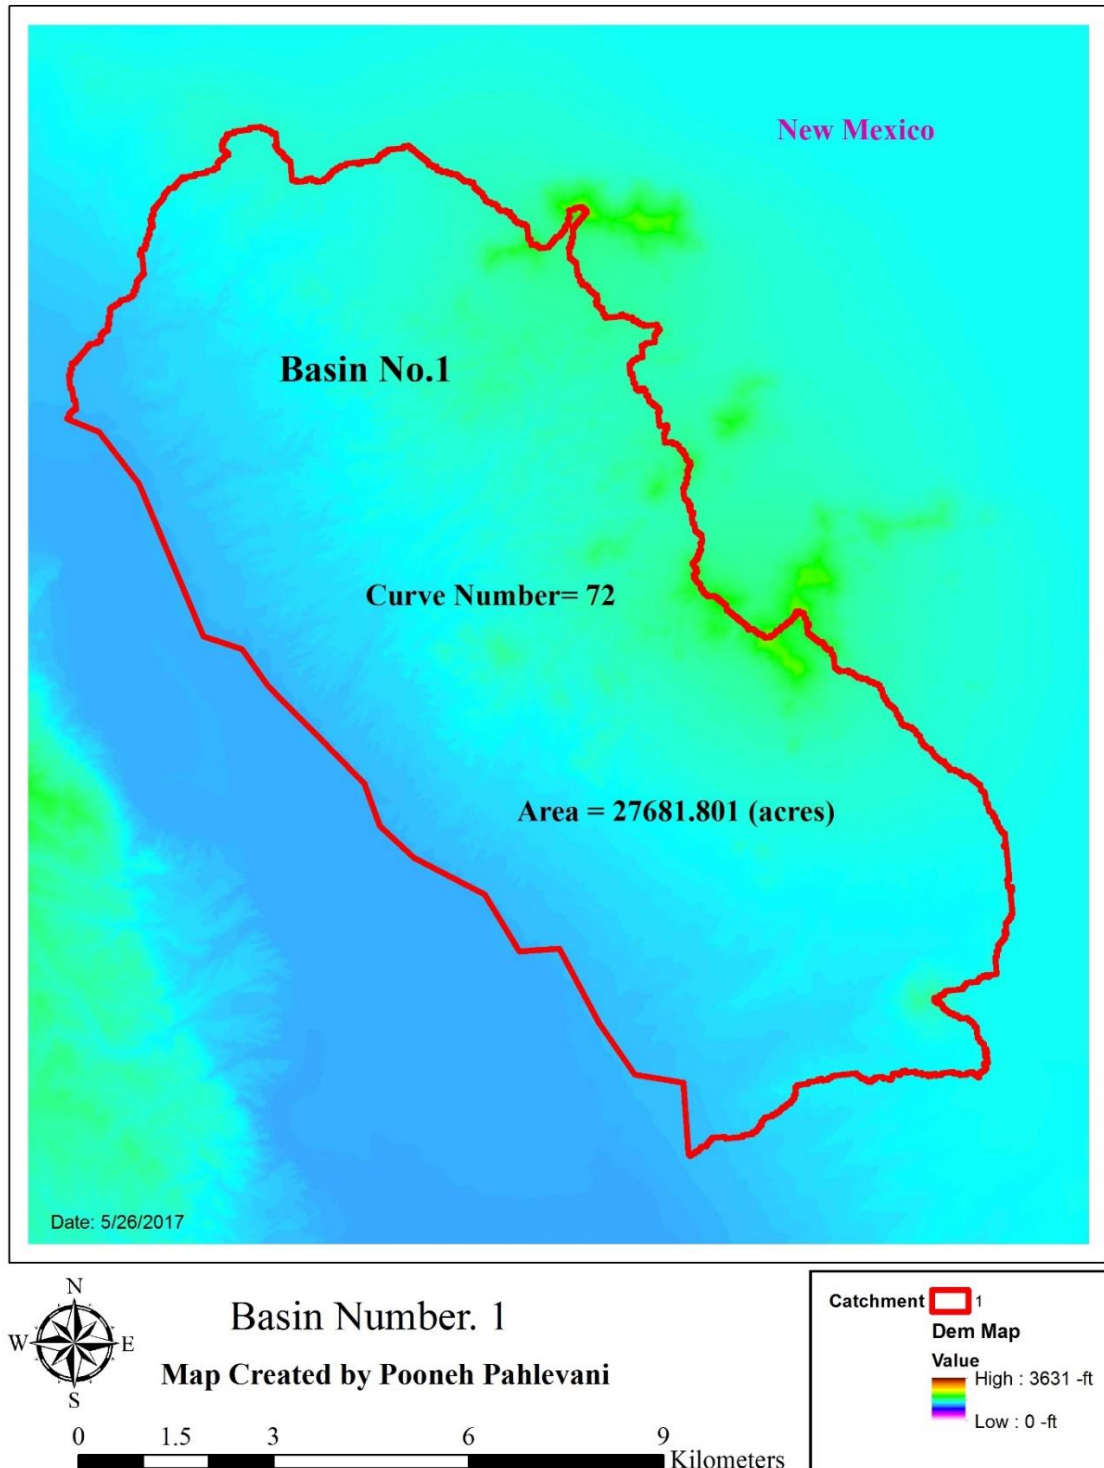 New Mexico
Basin No.1
Curve Number= 72
Area = 27681.801 (acres)
Date: 5/26/2017
N
W E
S
Basin Number. 1
Map Created by Pooneh Pahlevani
0 1.5 3 6 9
Kilometers
Catchment 1
Dem Map
Value
High : 3631 -ft
Low : 0 -ft